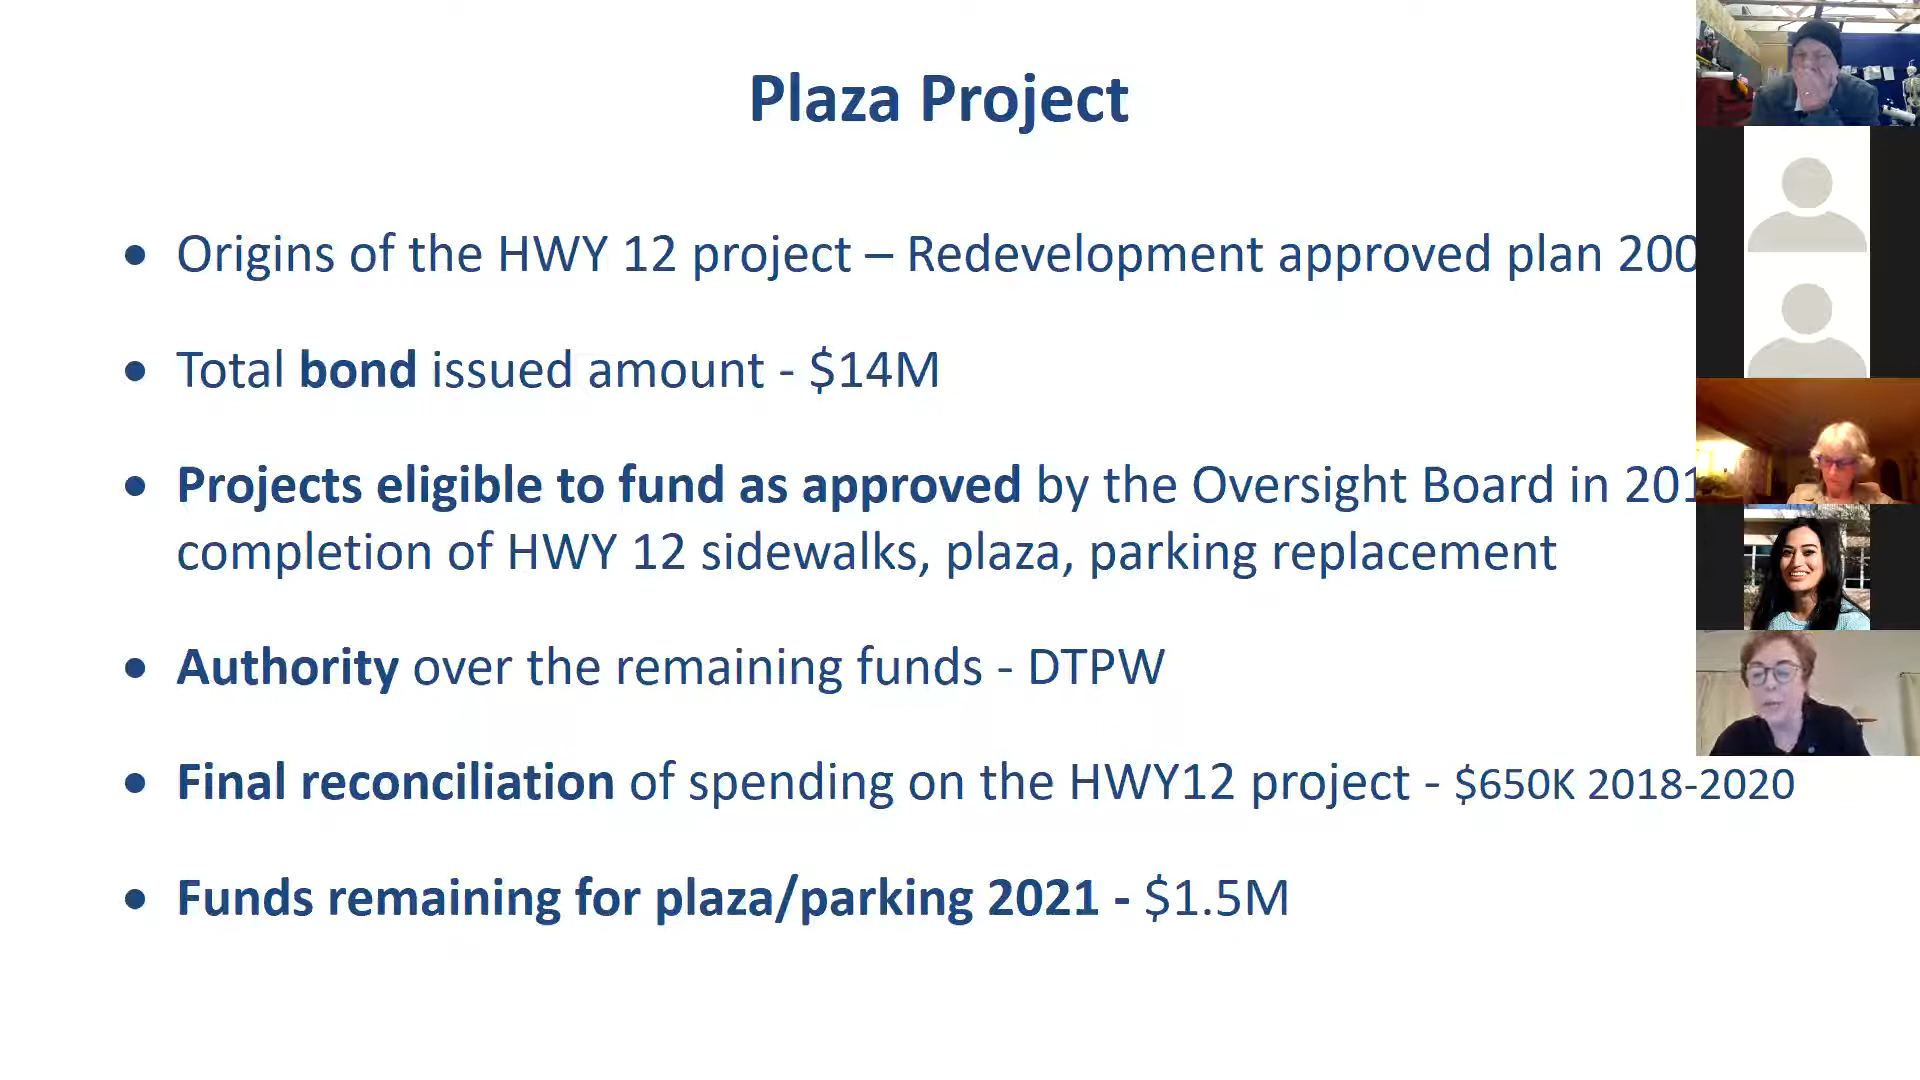 Plaza Project
• Origins of the HWY 12 project – Redevelopment approved plan
• Total bond issued amount - $14M
• Projects eligible to fund as approved by the Oversight Board in
completion of HWY 12 sidewalks, plaza, parking replacement
• Authority over the remaining funds - DTPW
• Final reconciliation of spending on the HWY12 project - $650K 2018-2020
• Funds remaining for plaza/parking 2021 - $1.5M